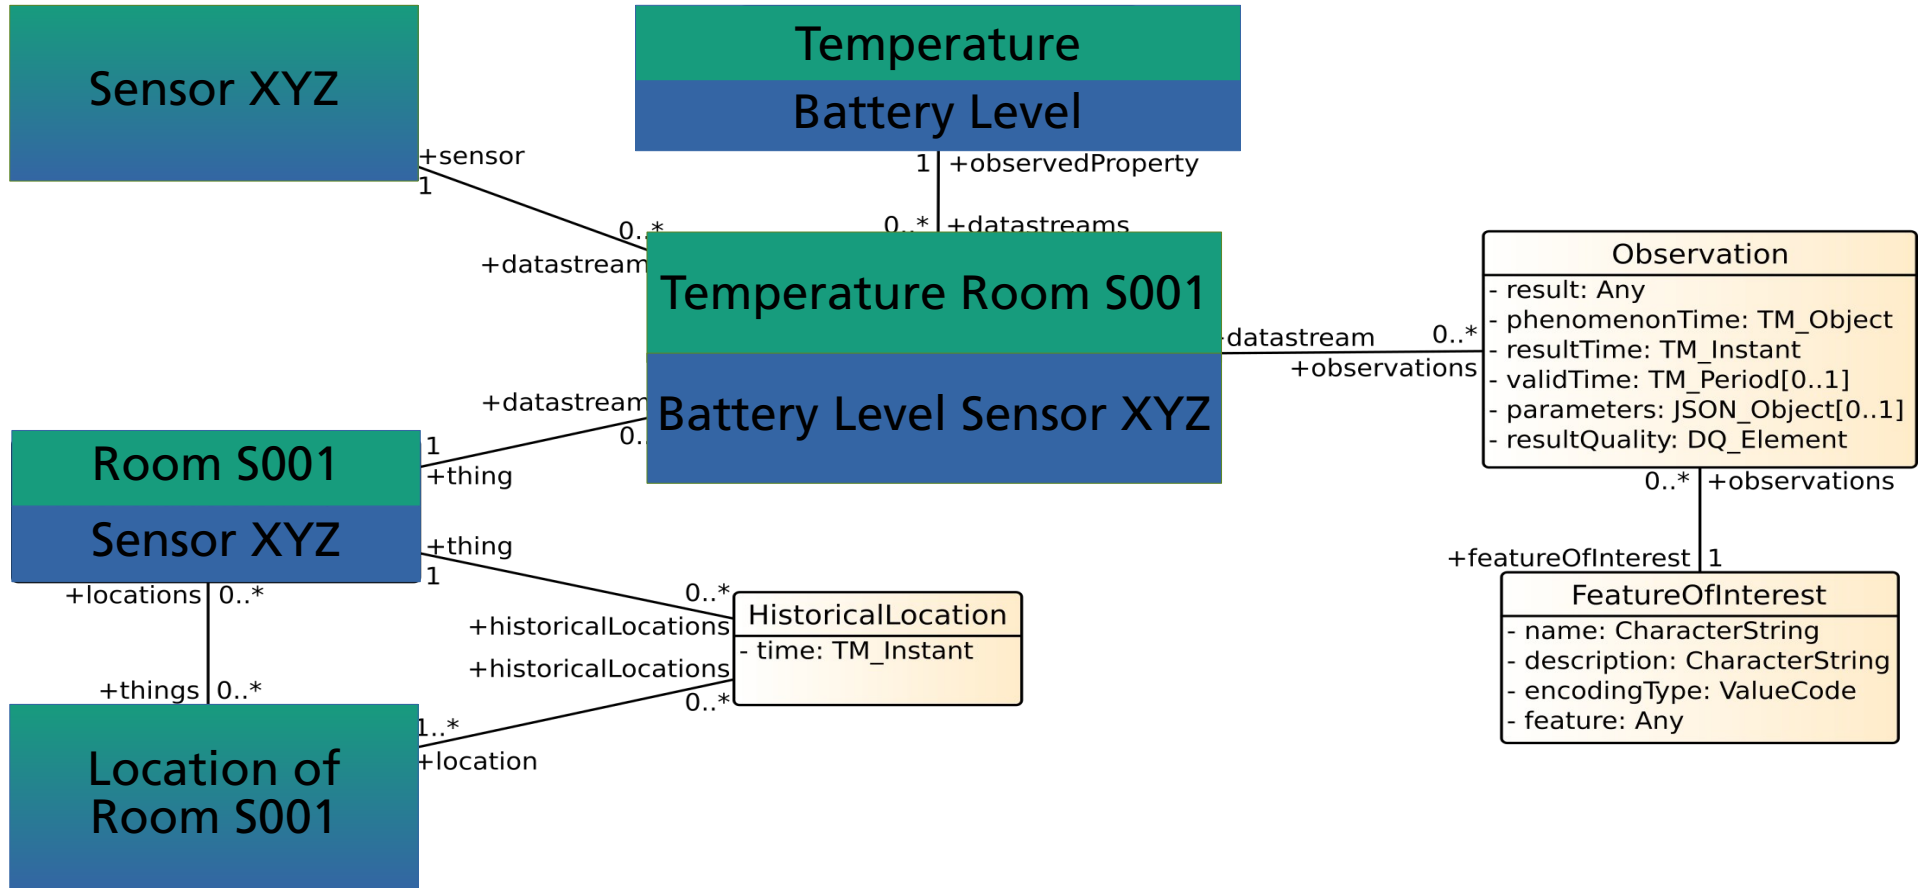 Sensor XYZ
Temperature
Battery Level
+sensor
1
1 +observedProperty
0..* +datastreams
0..*
+datastream
Temperature Room S001
Battery Level Sensor XYZ
datastream 0..*
+observations
Observation
- result: Any
- phenomenonTime: TM_Object
- resultTime: TM_Instant
- validTime: TM_Period[0..1]
- parameters: JSON_Object[0..1]
- resultQuality: DQ_Element
+datastream
0.
1
+thing
Room S001
Sensor XYZ
+thing
1
+locations 0..*
+things 0..*
0..*
+historicalLocations
+historicalLocations
0..*
HistoricalLocation
- time: TM_Instant
1..*
+location
Location of
Room S001
0..* +observations
+featureOfInterest 1
FeatureOfInterest
- name: CharacterString
- description: CharacterString
- encodingType: ValueCode
- feature: Any